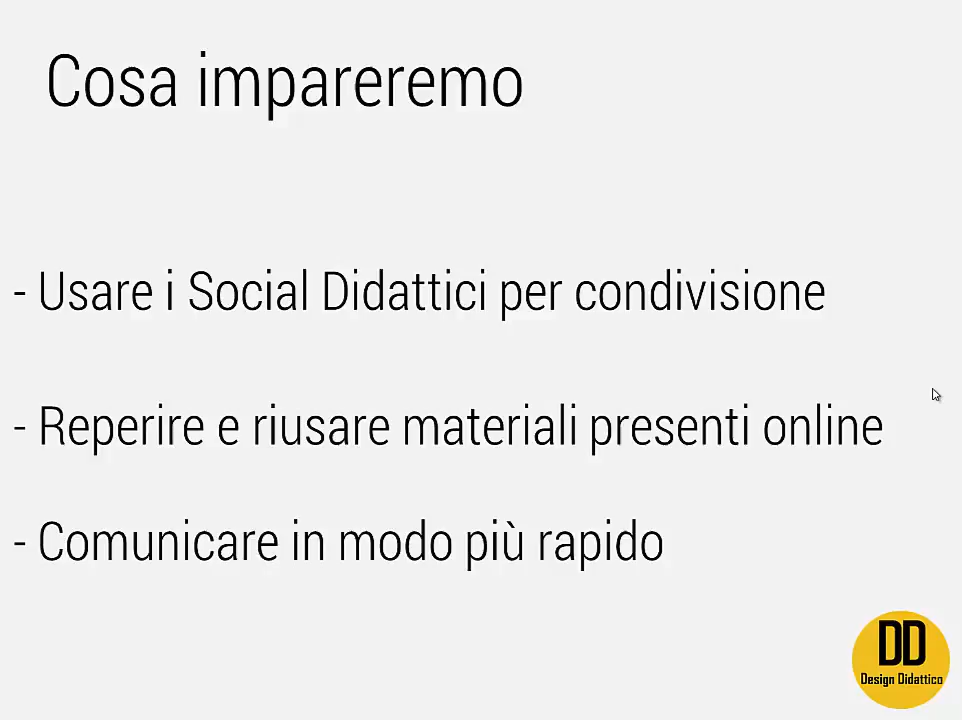 Cosa impareremo
- Usare i Social Didattici per condivisione
- Reperire e riusare materiali presenti online
- Comunicare in modo più rapido
DD
Design Didattico